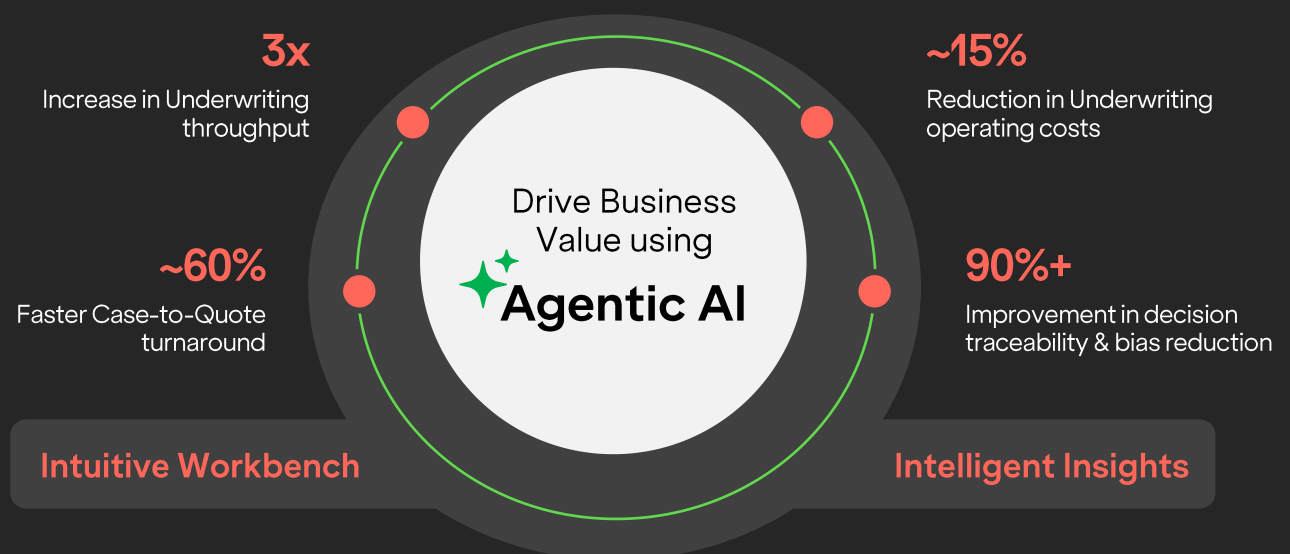 3x
Increase in Underwriting
throughput
~15%
Reduction in Underwriting
operating costs
Drive Business
Value using
Agentic AI
~60%
Faster Case-to-Quote
turnaround
90%+
Improvement in decision
traceability & bias reduction
Intuitive Workbench
Intelligent Insights